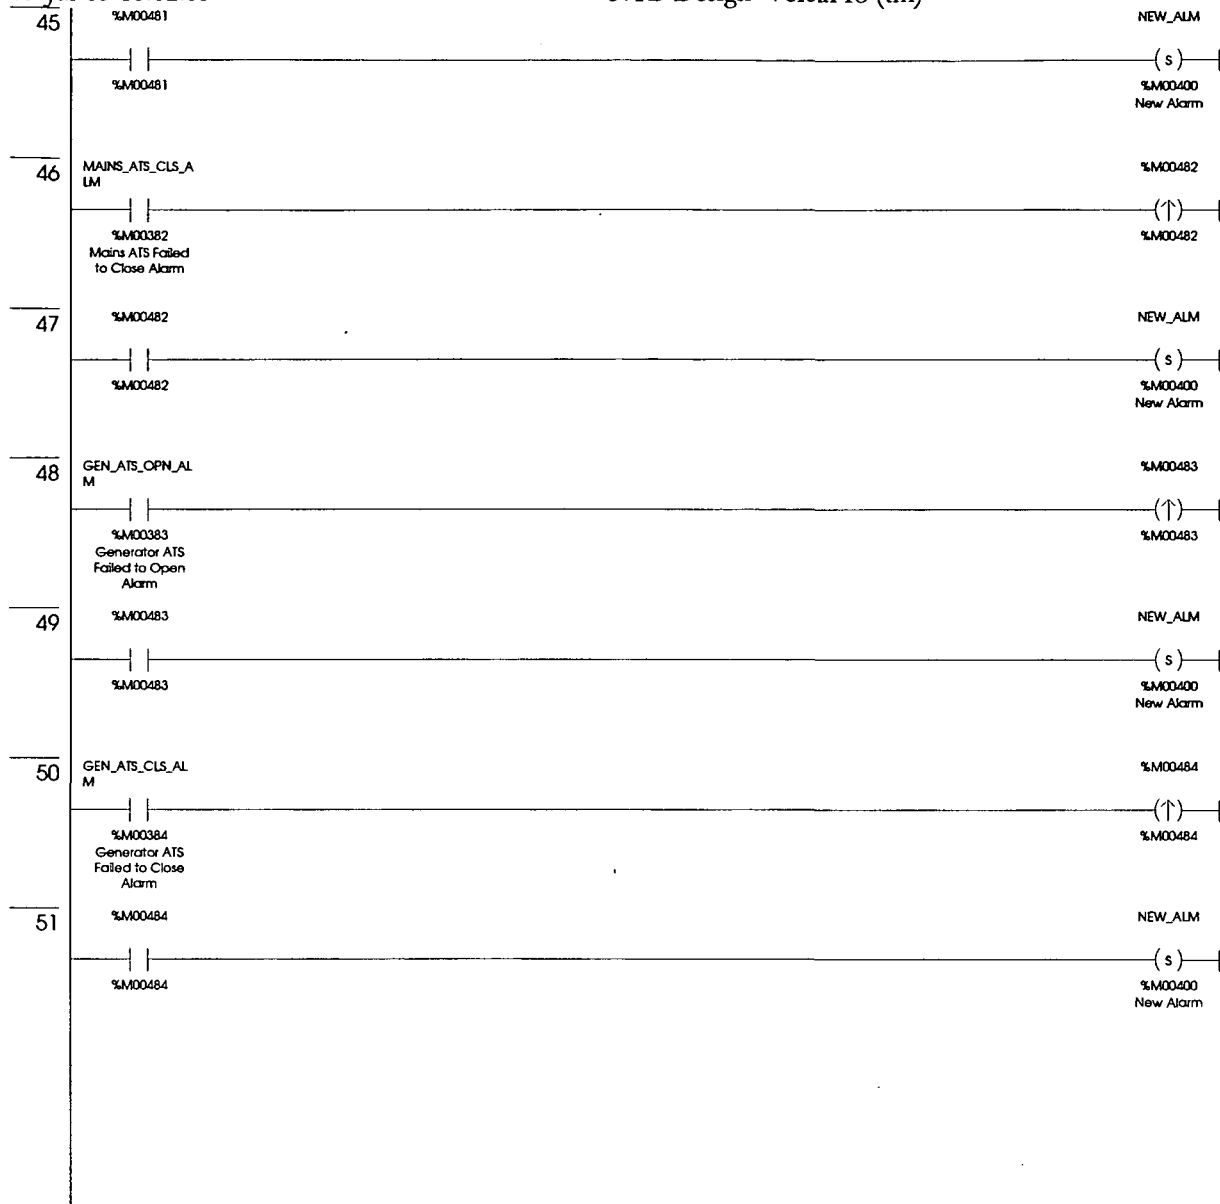 45
%M00481
NEW_ALM
( s )
%M00481
%M00400
New Alarm
46
MAINS_ATS_CLS_A
LM
%M00482
(↑)
%M00382
Mains ATS Failed
to Close Alarm
%M00482
47
%M00482
NEW_ALM
( s )
%M00482
%M00400
New Alarm
48
GEN_ATS_OPN_AL
M
%M00483
(↑)
%M00383
Generator ATS
Failed to Open
Alarm
%M00483
49
%M00483
NEW_ALM
( s )
%M00483
%M00400
New Alarm
50
GEN_ATS_CLS_AL
M
%M00484
(↑)
%M00384
Generator ATS
Failed to Close
Alarm
%M00484
51
%M00484
NEW_ALM
( s )
%M00484
%M00400
New Alarm